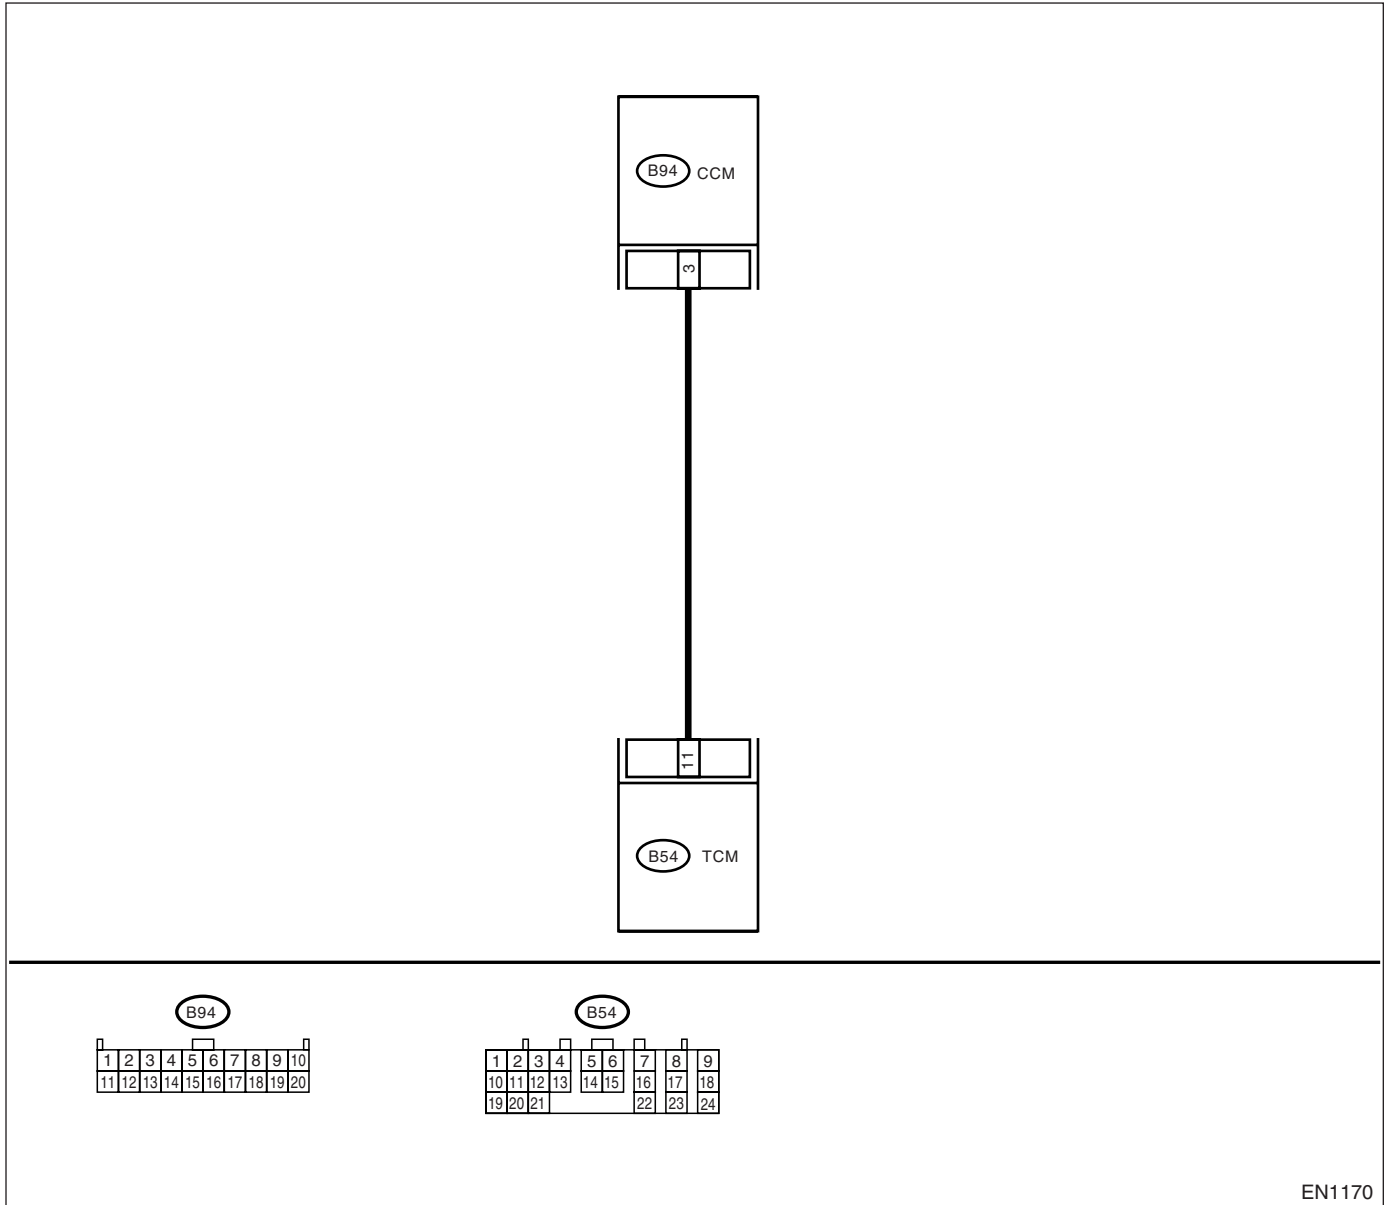 B94 CCM
3
11
B54 TCM
B94
1 2 3 4 5 6 7 8 9 10
11 12 13 14 15 16 17 18 19 20
B54
1 2 3 4 5 6 7 8 9
10 11 12 13 14 15 16 17 18
19 20 21 22 23 24
EN1170